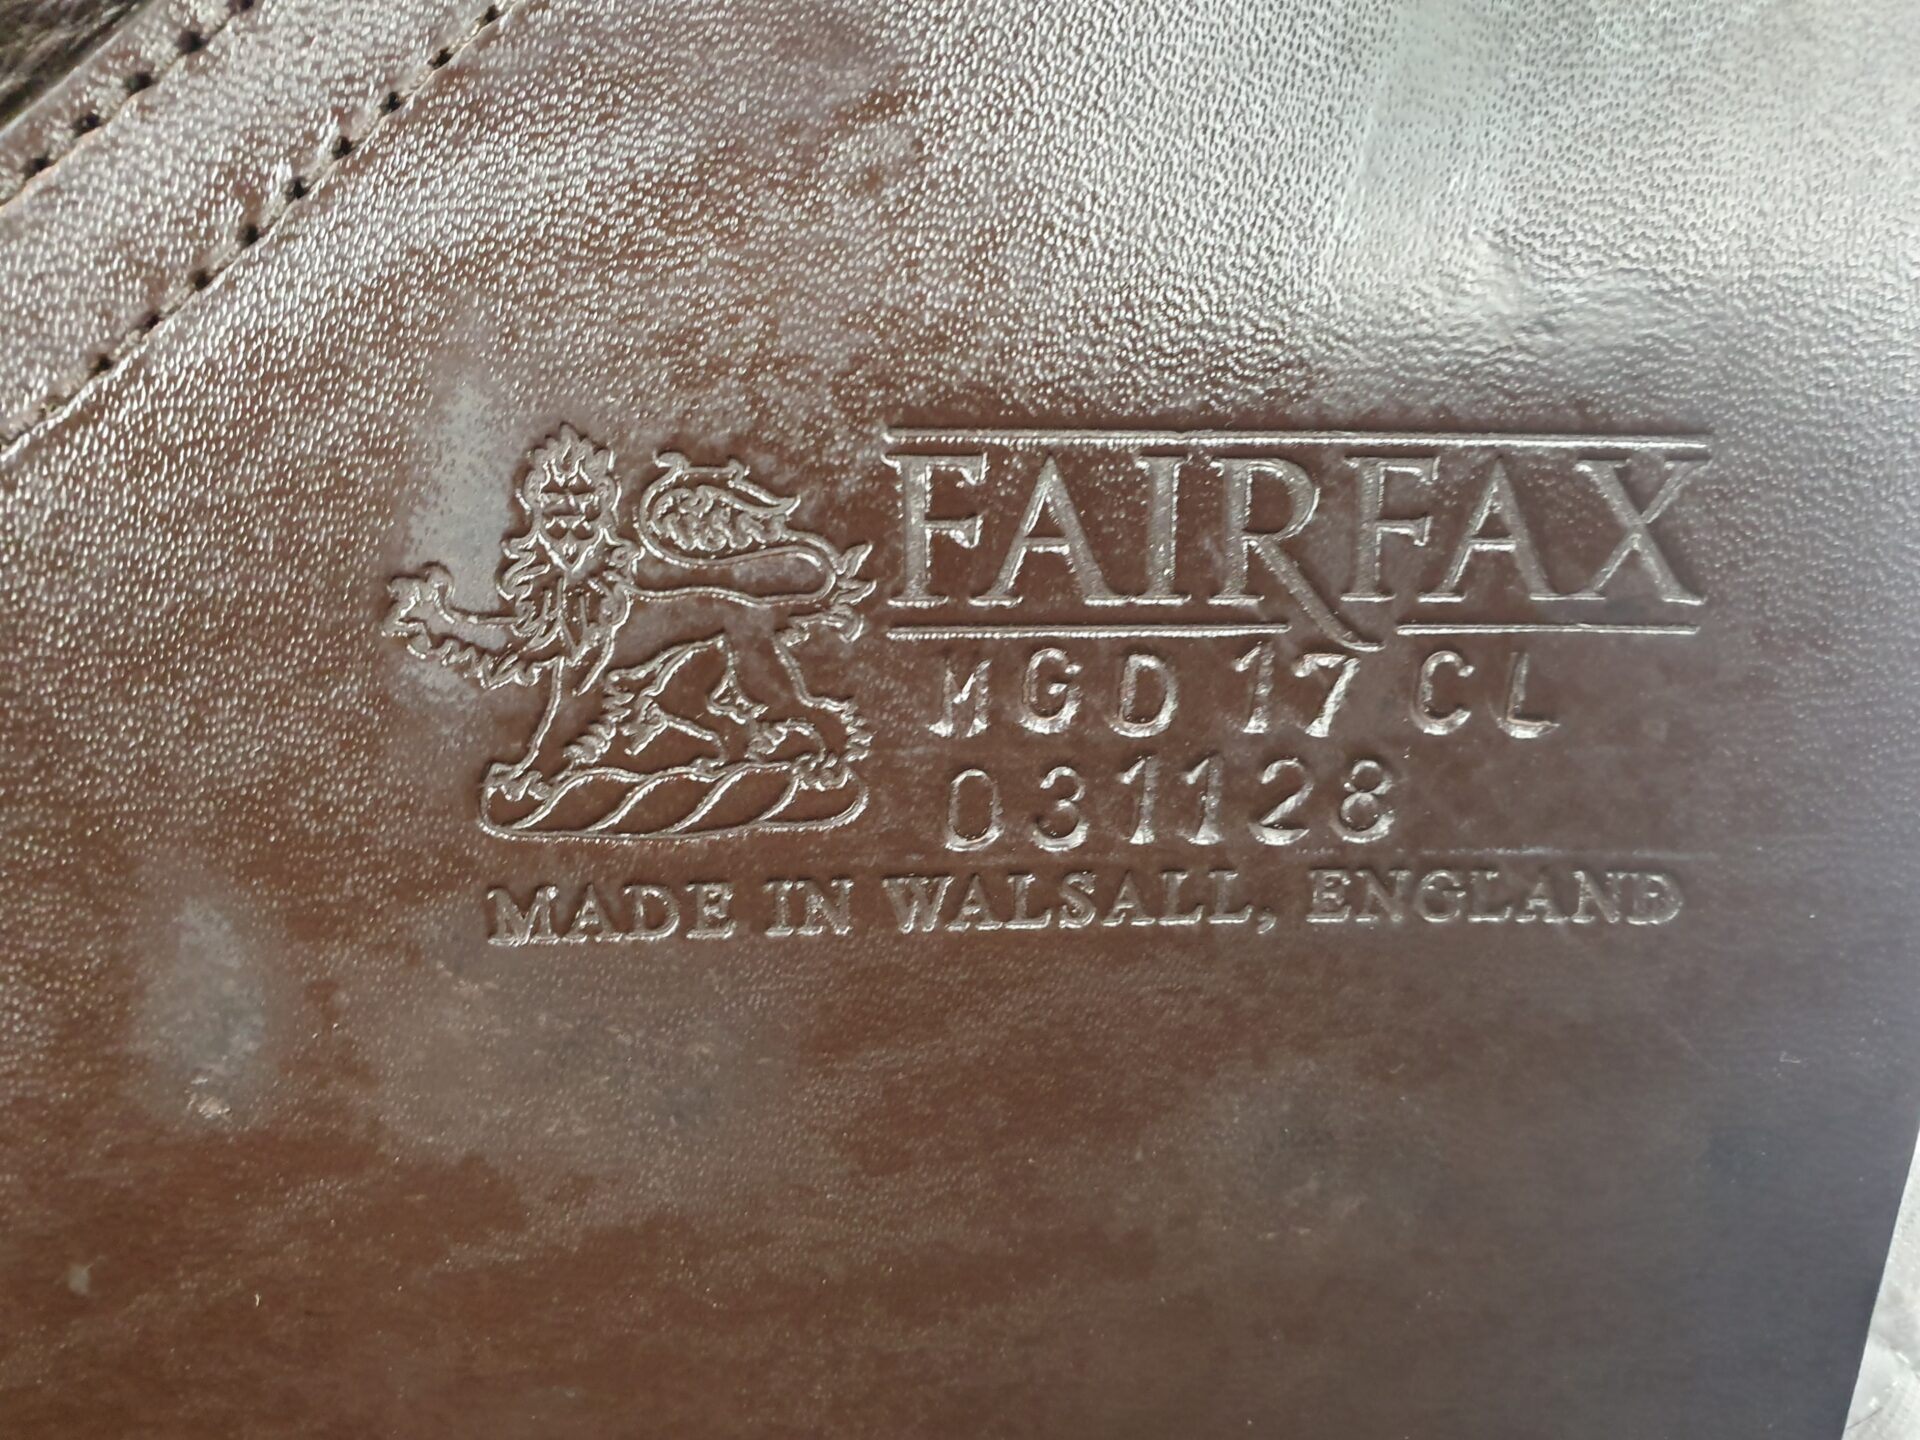 FAIRFAX
MGD 17 CL
031128
MADE IN WALSALL, ENGLAND